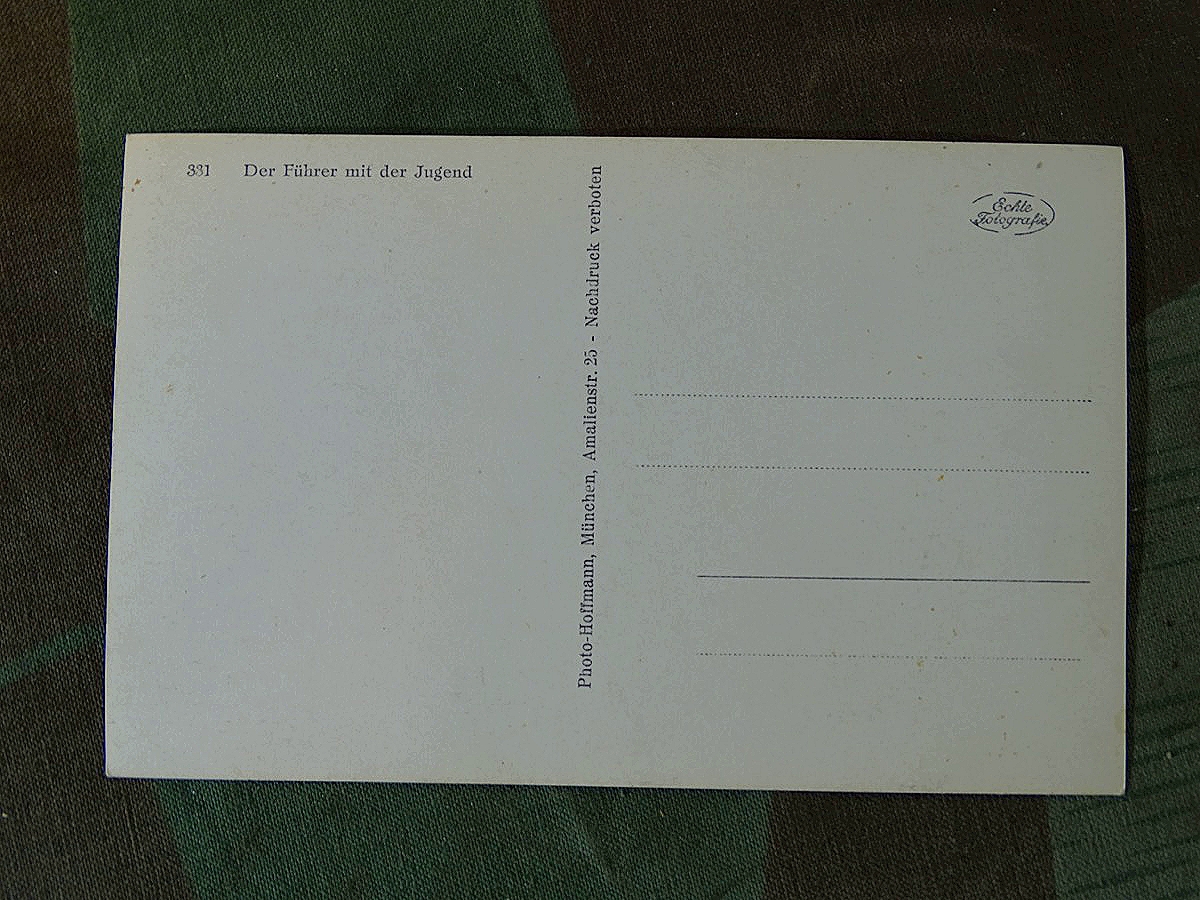 331 Der Führer mit der Jugend
Photo-Hoffmann, München, Amalienstr. 25 - Nachdruck verboten
Echte
Fotografie